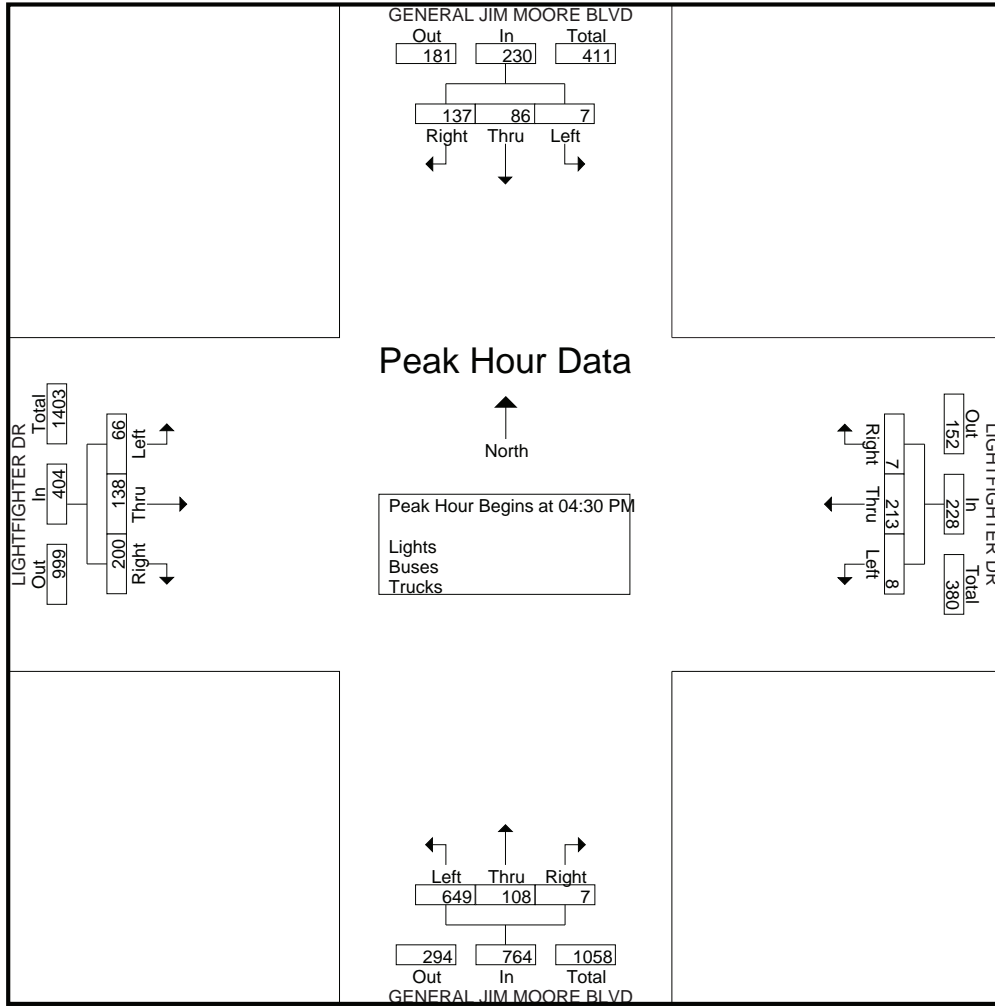 GENERAL JIM MOORE BLVD
Out In Total
181 230 411
137 86 7
Right Thru Left
Peak Hour Data
North
Peak Hour Begins at 04:30 PM
Lights
Buses
Trucks
LIGHTFIGHTER DR
Total In Out
1403 404 999
66 138 200
Left Thru Right
LIGHTFIGHTER DR
Out In Total
152 228 380
7 213 8
Right Thru Left
Left Thru Right
649 108 7
294 764 1058
Out In Total
GENERAL JIM MOORE BLVD